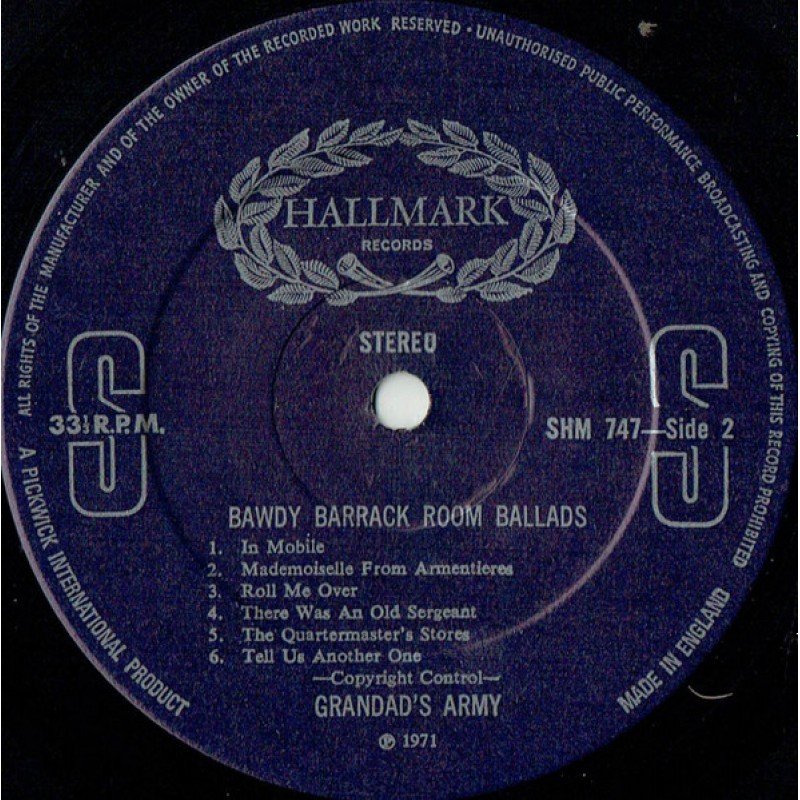 ALL RIGHTS OF THE MANUFACTURER AND OF THE OWNER OF THE RECORDED WORK RESERVED • UNAUTHORISED PUBLIC PERFORMANCE BROADCASTING AND COPYING OF THIS RECORD PROHIBITED
HALLMARK
RECORDS
STEREO
S
33⅓ R.P.M.
S
SHM 747—Side 2
BAWDY BARRACK ROOM BALLADS
1. In Mobile
2. Mademoiselle From Armentieres
3. Roll Me Over
4. There Was An Old Sergeant
5. The Quartermaster's Stores
6. Tell Us Another One
—Copyright Control—
GRANDAD'S ARMY
℗ 1971
A PICKWICK INTERNATIONAL PRODUCT
MADE IN ENGLAND